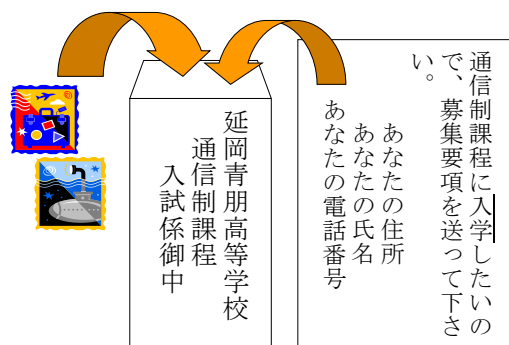 通信制課程に入学したいの
で、募集要項を送って下さ
い。
あなたの住所
あなたの氏名
あなたの電話番号
延岡青朋高等学校
通信制課程
入試係御中